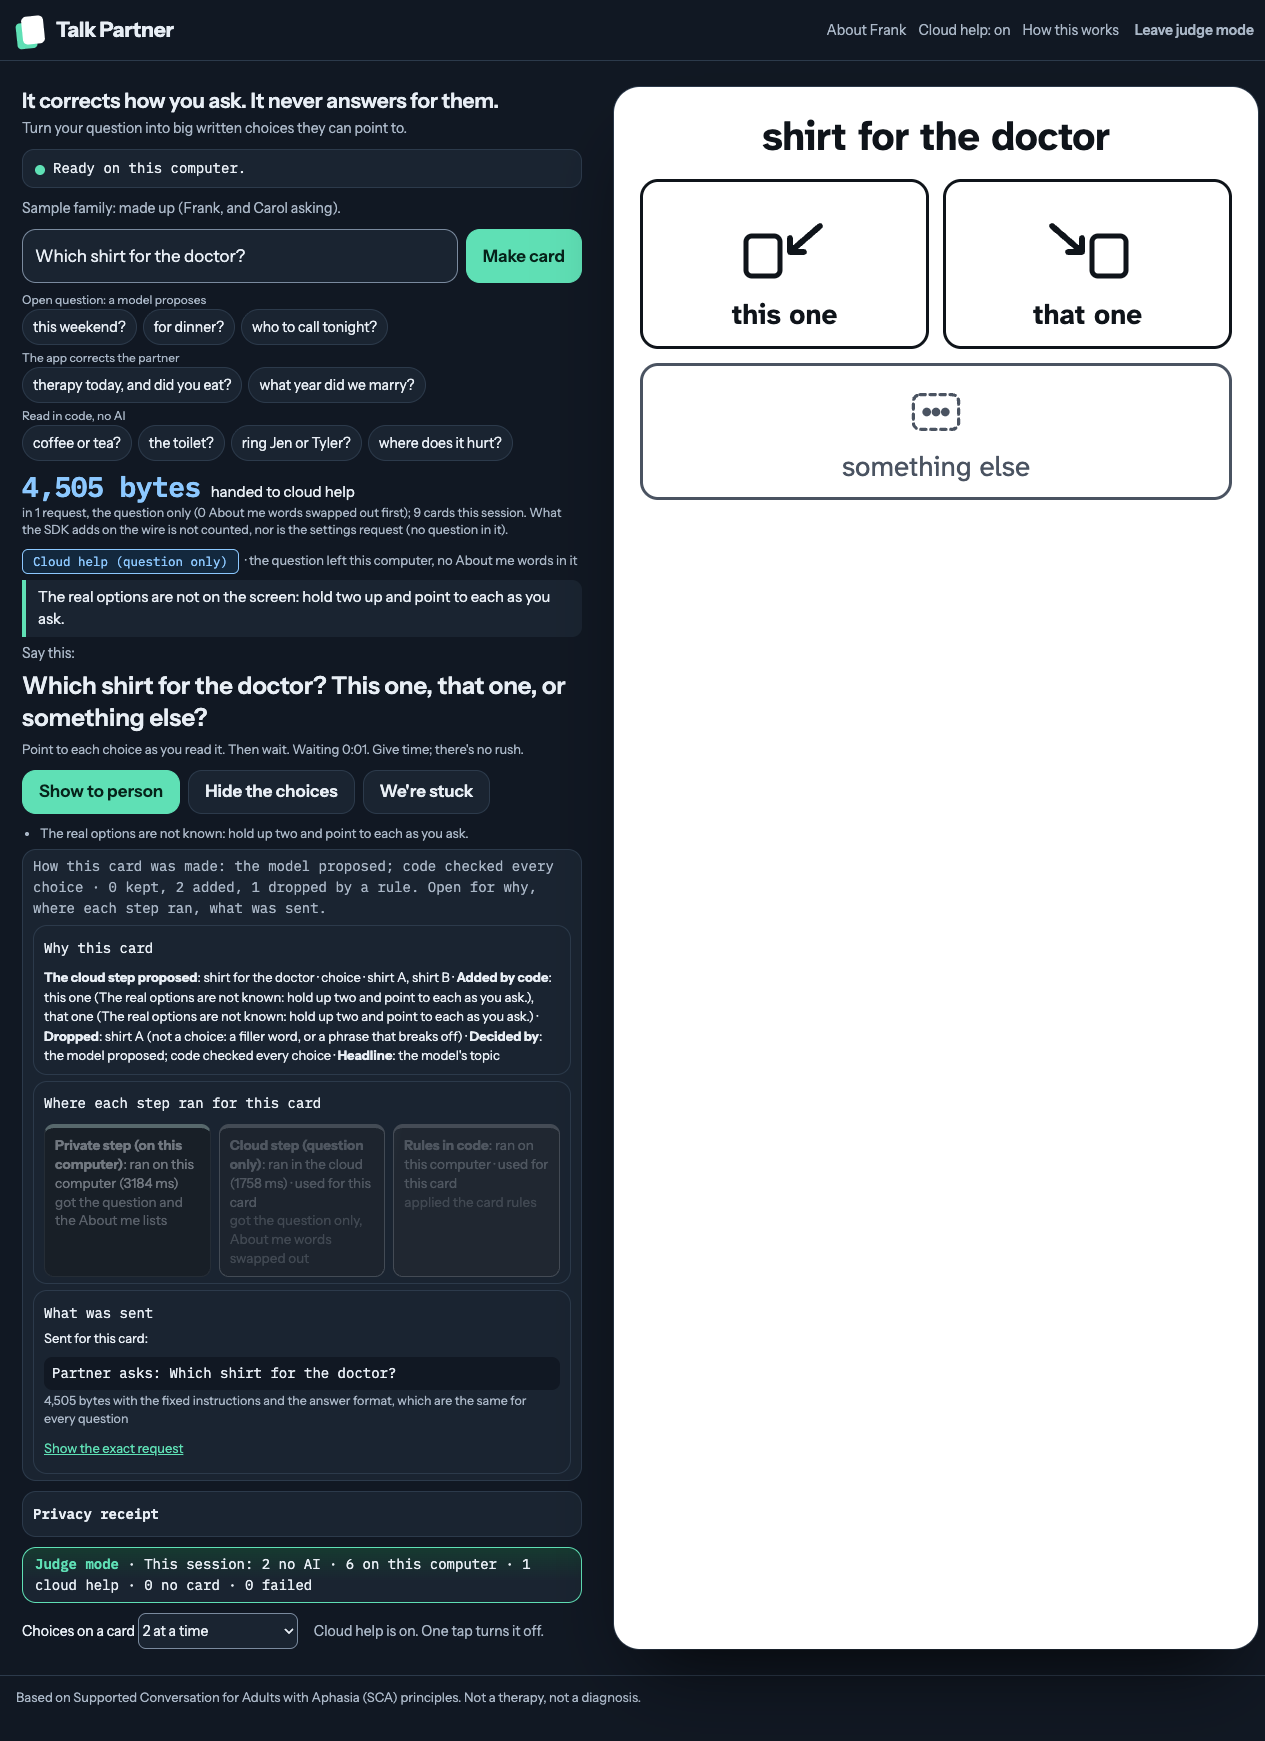 Talk Partner
About Frank Cloud help: on How this works Leave judge mode
It corrects how you ask. It never answers for them.
Turn your question into big written choices they can point to.
Ready on this computer.
Sample family: made up (Frank, and Carol asking).
Which shirt for the doctor?
Make card
Open question: a model proposes
this weekend? for dinner? who to call tonight?
The app corrects the partner
therapy today, and did you eat? what year did we marry?
Read in code, no AI
coffee or tea? the toilet? ring Jen or Tyler? where does it hurt?
4,505 bytes handed to cloud help
in 1 request, the question only (0 About me words swapped out first); 9 cards this session. What
the SDK adds on the wire is not counted, nor is the settings request (no question in it).
Cloud help (question only) · the question left this computer, no About me words in it
The real options are not on the screen: hold two up and point to each as you
ask.
Say this:
Which shirt for the doctor? This one, that one, or
something else?
Point to each choice as you read it. Then wait. Waiting 0:01. Give time; there's no rush.
Show to person Hide the choices We're stuck
• The real options are not known: hold up two and point to each as you ask.
How this card was made: the model proposed; code checked every
choice · 0 kept, 2 added, 1 dropped by a rule. Open for why,
where each step ran, what was sent.
Why this card
The cloud step proposed: shirt for the doctor · choice · shirt A, shirt B · Added by code:
this one (The real options are not known: hold up two and point to each as you ask.),
that one (The real options are not known: hold up two and point to each as you ask.) ·
Dropped: shirt A (not a choice: a filler word, or a phrase that breaks off) · Decided by:
the model proposed; code checked every choice · Headline: the model's topic
Where each step ran for this card
Private step (on this
computer): ran on this
computer (3184 ms)
got the question and
the About me lists
Cloud step (question
only): ran in the cloud
(1758 ms) · used for this
card
got the question only,
About me words
swapped out
Rules in code: ran on
this computer · used for
this card
applied the card rules
What was sent
Sent for this card:
Partner asks: Which shirt for the doctor?
4,505 bytes with the fixed instructions and the answer format, which are the same for
every question
Show the exact request
Privacy receipt
Judge mode · This session: 2 no AI · 6 on this computer · 1
cloud help · 0 no card · 0 failed
Choices on a card 2 at a time Cloud help is on. One tap turns it off.
shirt for the doctor
this one
that one
something else
Based on Supported Conversation for Adults with Aphasia (SCA) principles. Not a therapy, not a diagnosis.